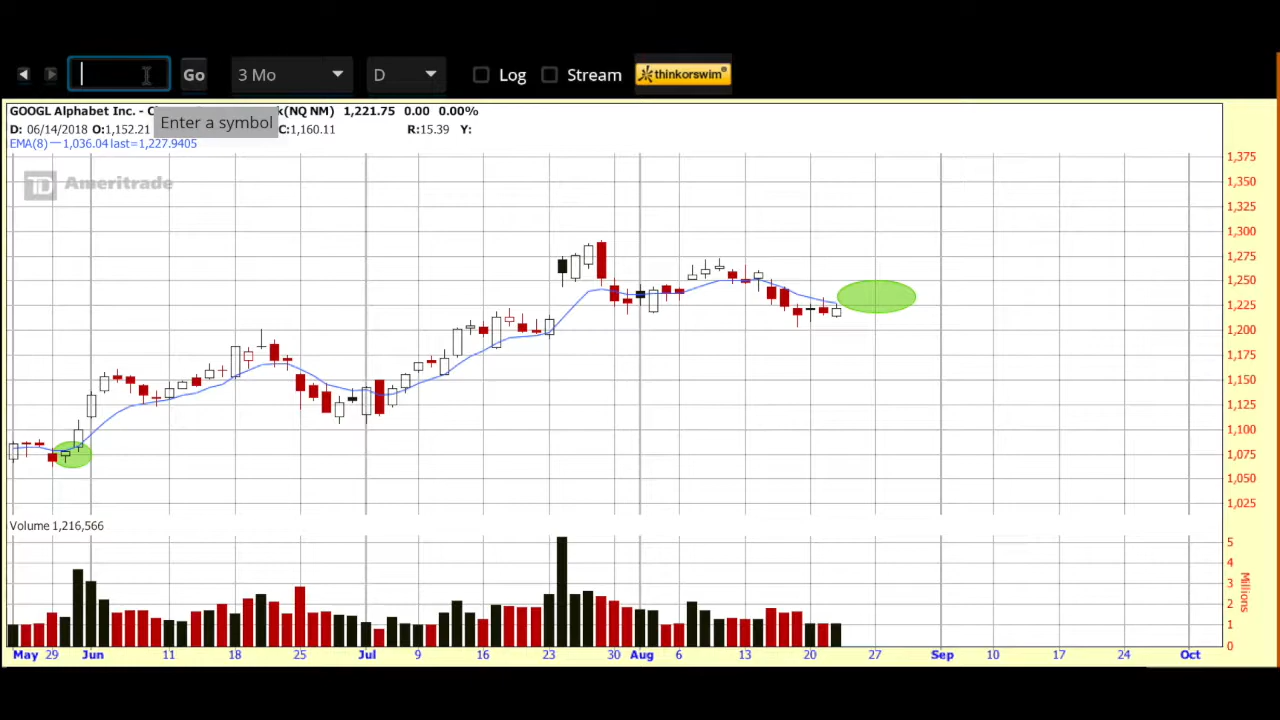 Go
3 Mo
D
Log
Stream
thinkorswim®
GOOGL Alphabet Inc. - (NQ NM) 1,221.75 0.00 0.00%
Enter a symbol
D: 06/14/2018 O:1,152.21 C:1,160.11 R:15.39 Y:
EMA(8) — 1,036.04 last=1,227.9405
TD Ameritrade
1,375
1,350
1,325
1,300
1,275
1,250
1,225
1,200
1,175
1,150
1,125
1,100
1,075
1,050
1,025
Volume 1,216,566
5
4
3
2
1
0
Millions
May 29 Jun 11 18 25 Jul 9 16 23 30 Aug 6 13 20 27 Sep 10 17 24 Oct